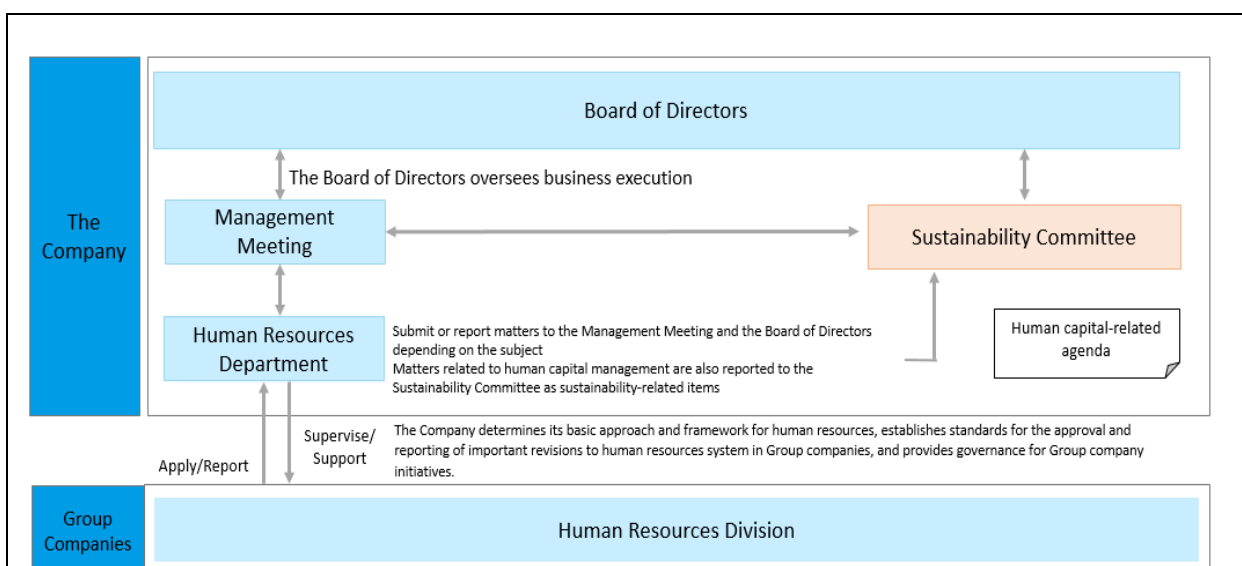 Board of Directors
The Board of Directors oversees business execution
The
Company
Management
Meeting
Sustainability Committee
Human Resources
Department
Submit or report matters to the Management Meeting and the Board of Directors
depending on the subject
Matters related to human capital management are also reported to the
Sustainability Committee as sustainability-related items
Human capital-related
agenda
Apply/Report
Supervise/
Support
The Company determines its basic approach and framework for human resources, establishes standards for the approval and
reporting of important revisions to human resources system in Group companies, and provides governance for Group company
initiatives.
Group
Companies
Human Resources Division